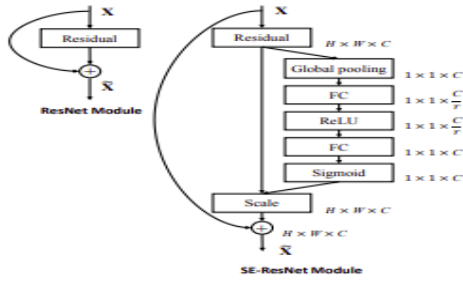 X
Residual
+
X̃
ResNet Module
X
Residual
H × W × C
Global pooling
1 × 1 × C
FC
1 × 1 × C/r
ReLU
1 × 1 × C/r
FC
1 × 1 × C
Sigmoid
1 × 1 × C
Scale
H × W × C
+
H × W × C
X̃
SE-ResNet Module